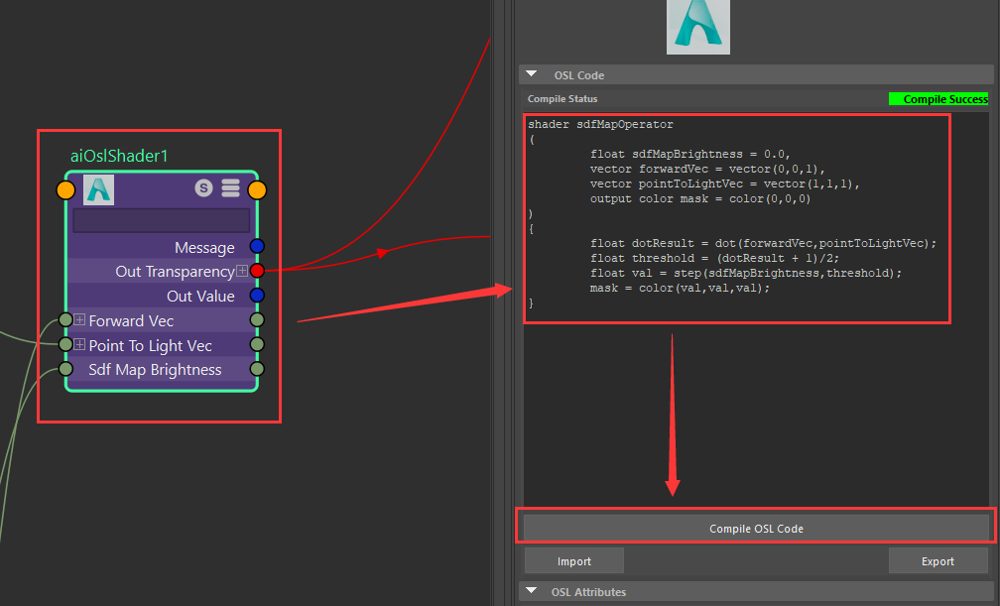 aiOslShader1
S
Message
Out Transparency
Out Value
Forward Vec
Point To Light Vec
Sdf Map Brightness
OSL Code
Compile Status
Compile Success
shader sdfMapOperator
(
float sdfMapBrightness = 0.0,
vector forwardVec = vector(0,0,1),
vector pointToLightVec = vector(1,1,1),
output color mask = color(0,0,0)
)
{
float dotResult = dot(forwardVec,pointToLightVec);
float threshold = (dotResult + 1)/2;
float val = step(sdfMapBrightness,threshold);
mask = color(val,val,val);
}
Compile OSL Code
Import
Export
OSL Attributes